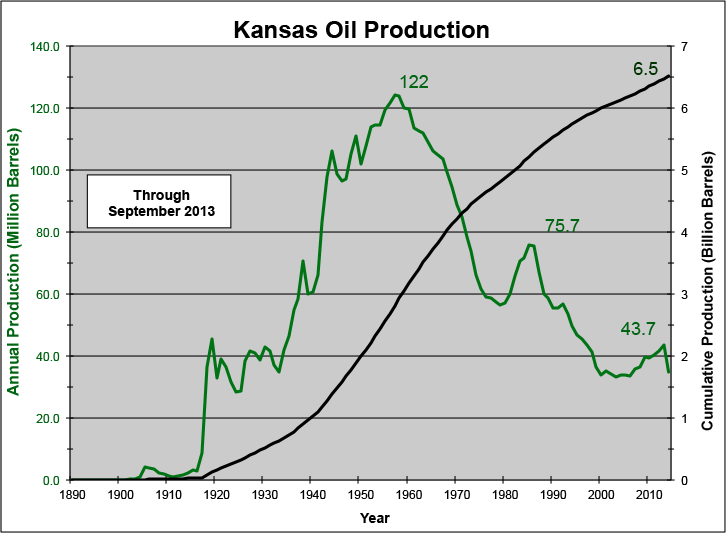 Kansas Oil Production
Annual Production (Million Barrels)
140.0
120.0
100.0
80.0
60.0
40.0
20.0
0.0
Through
September 2013
122
75.7
43.7
6.5
7
6
5
4
3
2
1
0
Cumulative Production (Billion Barrels)
1890 1900 1910 1920 1930 1940 1950 1960 1970 1980 1990 2000 2010
Year